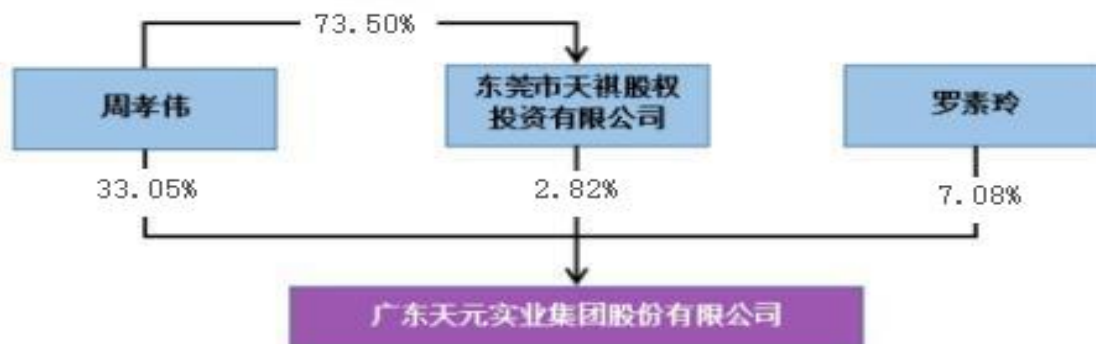 73.50%
周孝伟
东莞市天祺股权
投资有限公司
罗素玲
33.05%
2.82%
7.08%
广东天元实业集团股份有限公司